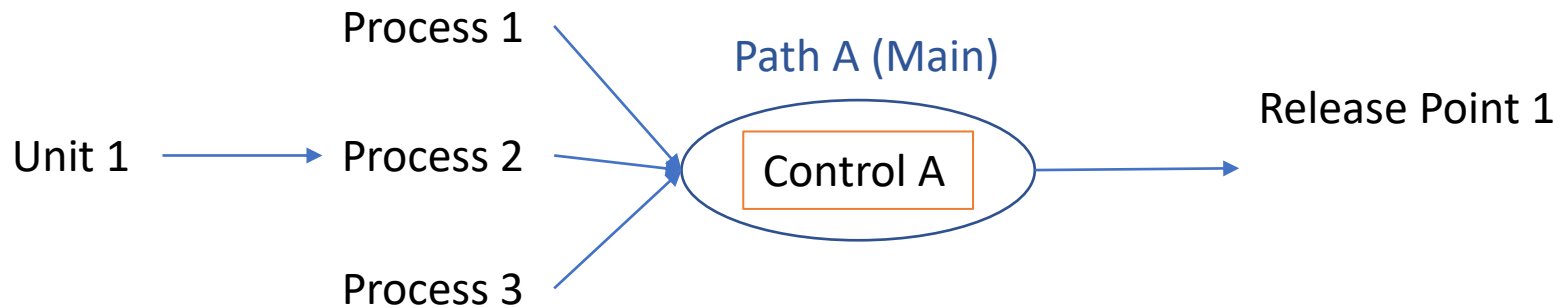 Process 1
Path A (Main)
Release Point 1
Unit 1
Process 2
Control A
Process 3